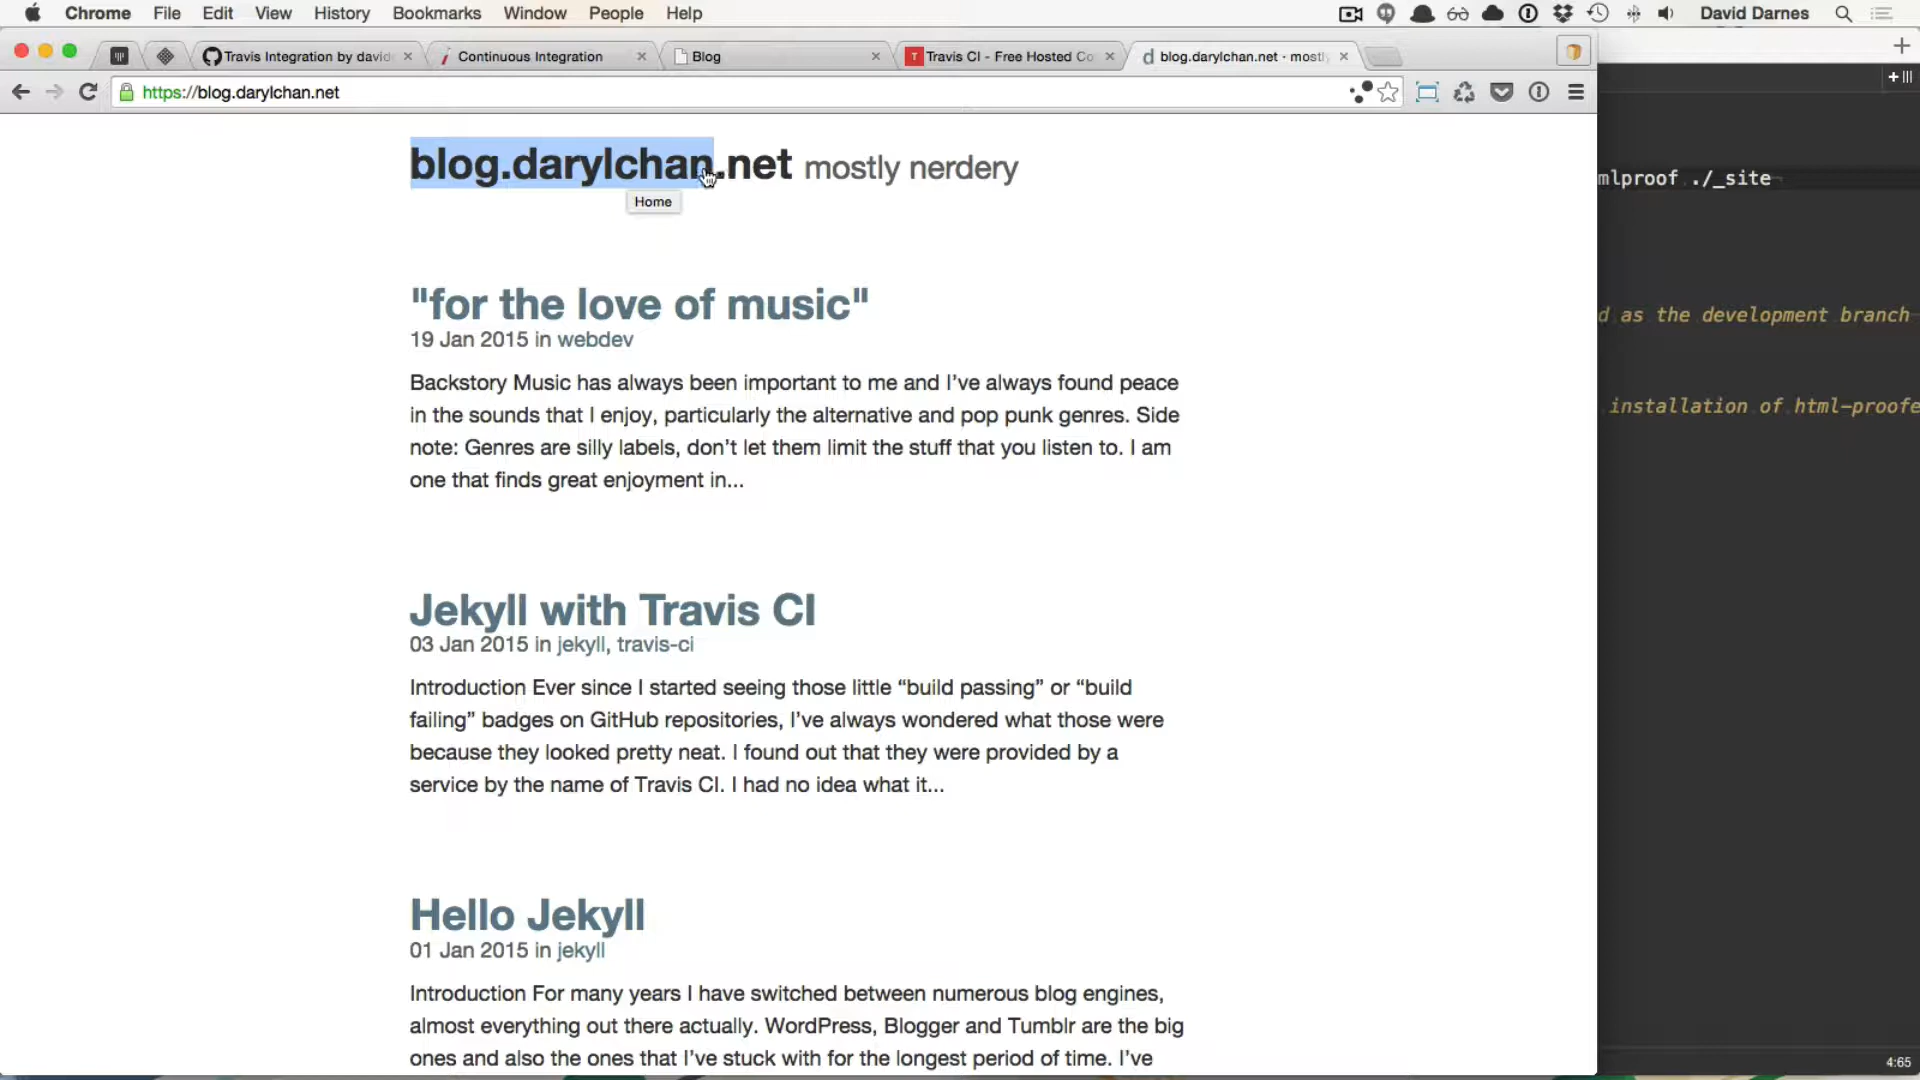 Chrome File Edit View History Bookmarks Window People Help David Darnes
Travis Integration by david Continuous Integration Blog Travis CI - Free Hosted Co blog.darylchan.net · mostly
https://blog.darylchan.net
blog.darylchan.net mostly nerdery
Home
"for the love of music"
19 Jan 2015 in webdev
Backstory Music has always been important to me and I’ve always found peace
in the sounds that I enjoy, particularly the alternative and pop punk genres. Side
note: Genres are silly labels, don’t let them limit the stuff that you listen to. I am
one that finds great enjoyment in...
Jekyll with Travis CI
03 Jan 2015 in jekyll, travis-ci
Introduction Ever since I started seeing those little “build passing” or “build
failing” badges on GitHub repositories, I’ve always wondered what those were
because they looked pretty neat. I found out that they were provided by a
service by the name of Travis CI. I had no idea what it...
Hello Jekyll
01 Jan 2015 in jekyll
Introduction For many years I have switched between numerous blog engines,
almost everything out there actually. WordPress, Blogger and Tumblr are the big
ones and also the ones that I’ve stuck with for the longest period of time. I’ve
mlproof ./_site
d as the development branch
installation of html-proofe
4:65